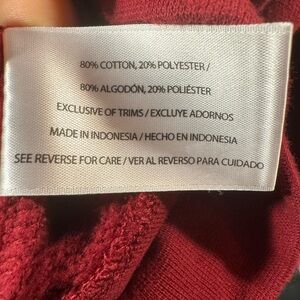 80% COTTON, 20% POLYESTER /
80% ALGODÓN, 20% POLIÉSTER
EXCLUSIVE OF TRIMS / EXCLUYE ADORNOS
MADE IN INDONESIA / HECHO EN INDONESIA
SEE REVERSE FOR CARE / VER AL REVERSO PARA CUIDADO